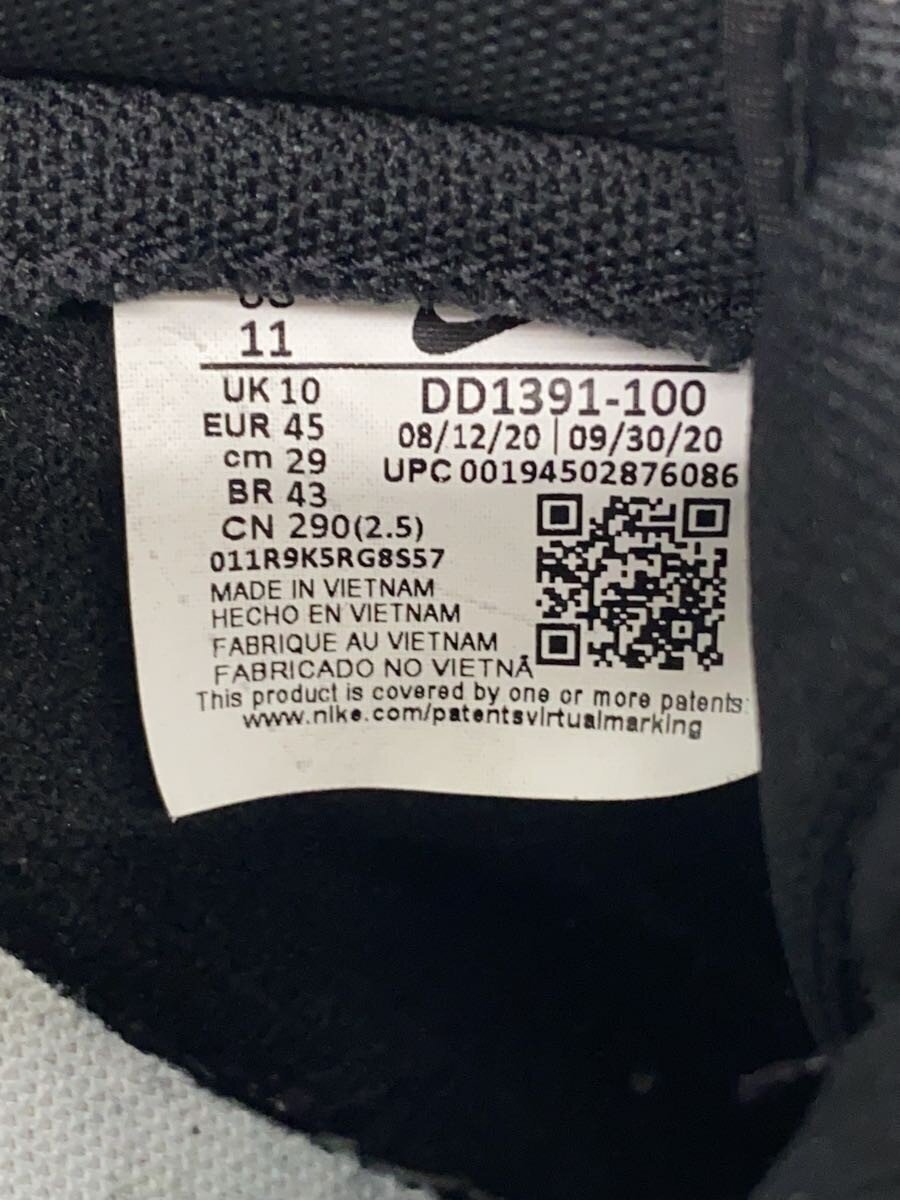 11
UK 10
EUR 45
cm 29
BR 43
CN 290(2.5)
DD1391-100
08/12/20 | 09/30/20
UPC 00194502876086
011R9K5RG8S57
MADE IN VIETNAM
HECHO EN VIETNAM
FABRIQUE AU VIETNAM
FABRICADO NO VIETNÃ
This product is covered by one or more patents:
www.nike.com/patentsvirtualmarking